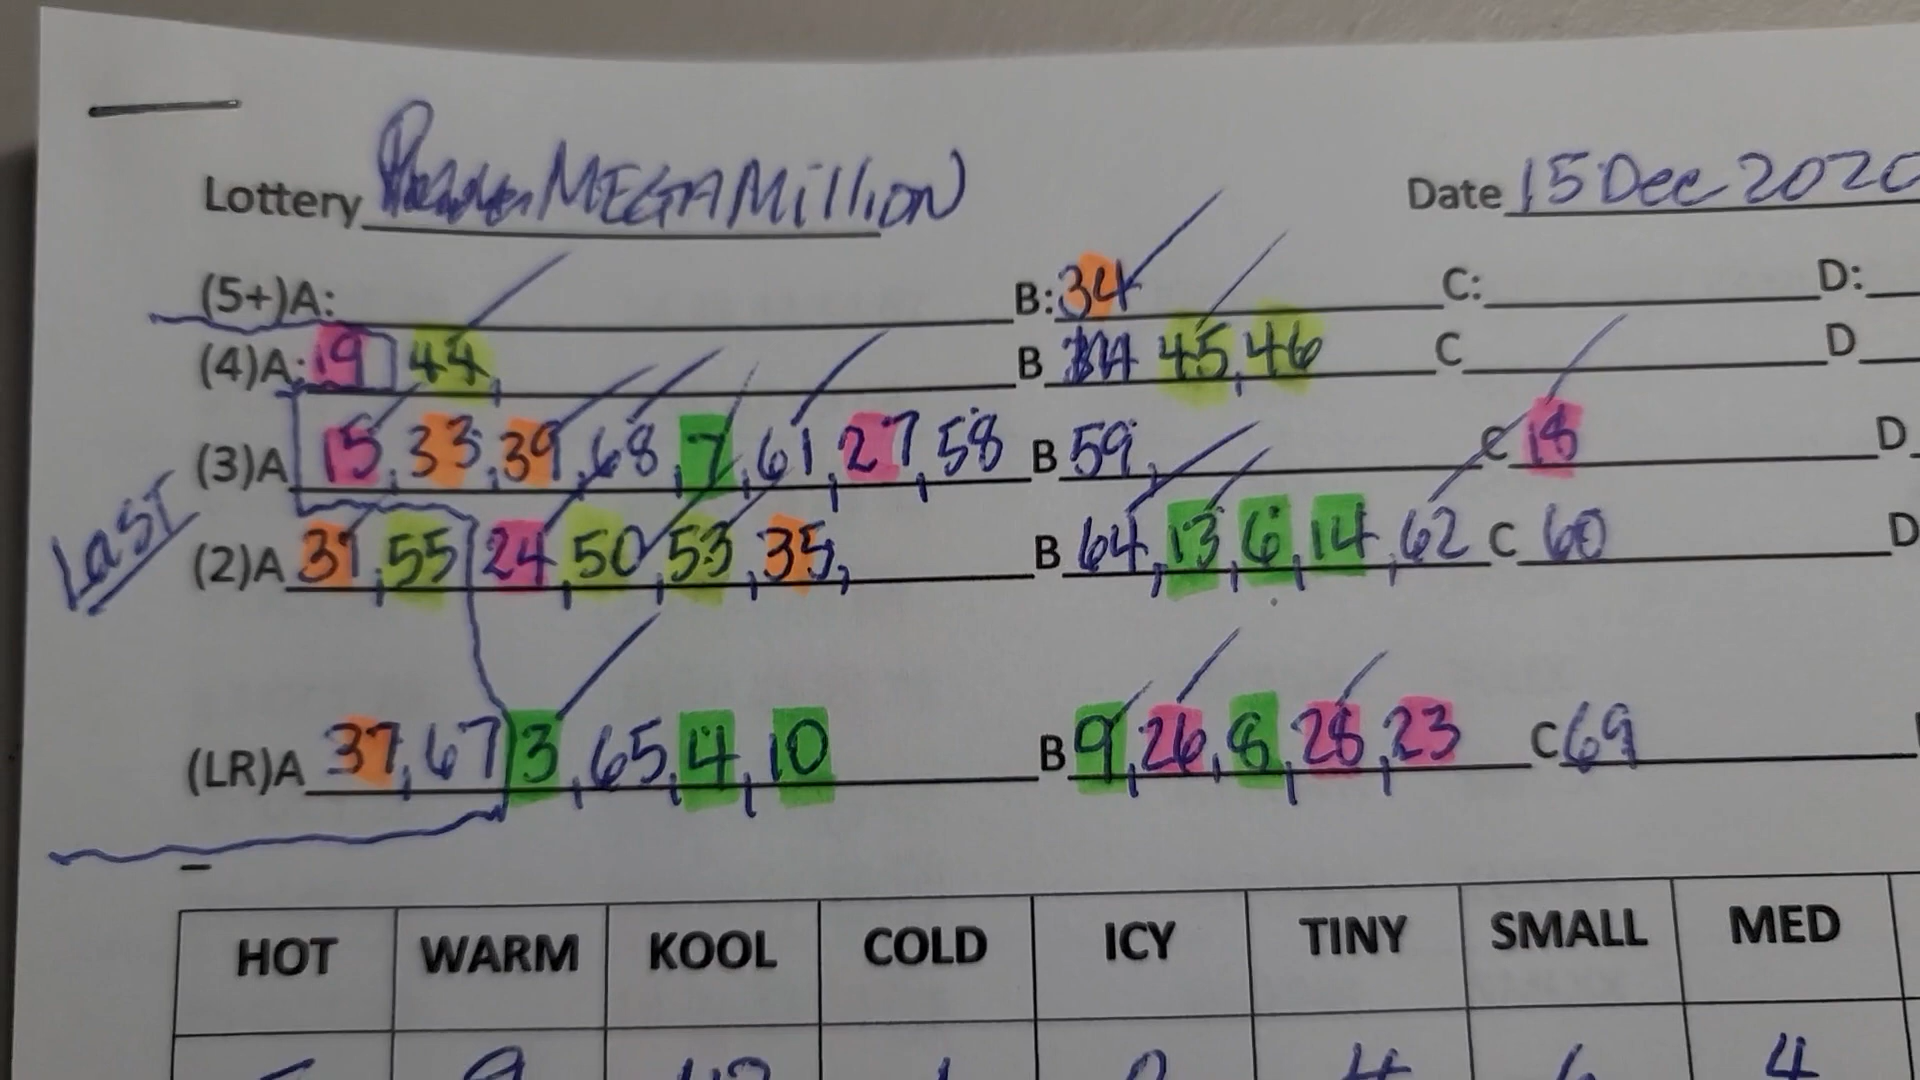 Lottery MEGAMillion Date 15 Dec 2020
(5+)A: B: 34 C: D:
(4)A: 19 44, B 45, 46 C D
(3)A 15, 33, 39, 68, 7, 61, 27, 58 B 59, C 18 D
LAST
(2)A 31, 55 24, 50, 53, 35, B 64, 13, 6, 14, 62 C 60 D
(LR)A 37, 67 3, 65, 4, 10 B 9, 26, 8, 28, 23 C 69
HOT WARM KOOL COLD ICY TINY SMALL MED
4